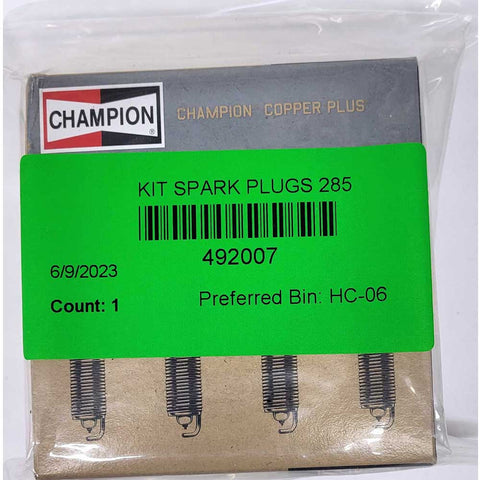 CHAMPION
®
CHAMPION COPPER PLUS
KIT SPARK PLUGS 285
492007
6/9/2023
Count: 1
Preferred Bin: HC-06